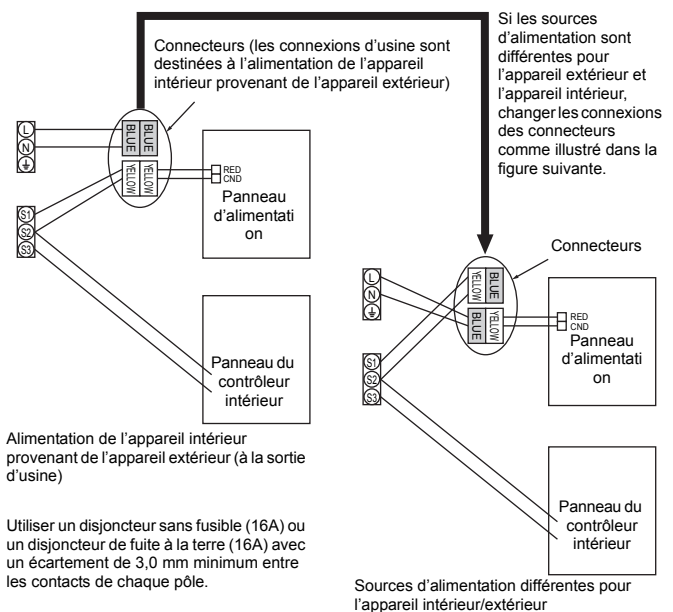 Connecteurs (les connexions d’usine sont
destinées à l’alimentation de l’appareil
intérieur provenant de l’appareil extérieur)
Si les sources
d’alimentation sont
différentes pour
l’appareil extérieur et
l’appareil intérieur,
changer les connexions
des connecteurs
comme illustré dans la
figure suivante.
L
N
BLUE
BLUE
YELLOW
YELLOW
RED
CND
Panneau
d’alimentati
on
S1
S2
S3
Panneau du
contrôleur
intérieur
Alimentation de l’appareil intérieur
provenant de l’appareil extérieur (à la sortie
d’usine)
Utiliser un disjoncteur sans fusible (16A) ou
un disjoncteur de fuite à la terre (16A) avec
un écartement de 3,0 mm minimum entre
les contacts de chaque pôle.
Connecteurs
L
N
YELLOW
BLUE
BLUE
YELLOW
RED
CND
Panneau
d’alimentati
on
S1
S2
S3
Panneau du
contrôleur
intérieur
Sources d’alimentation différentes pour
l’appareil intérieur/extérieur